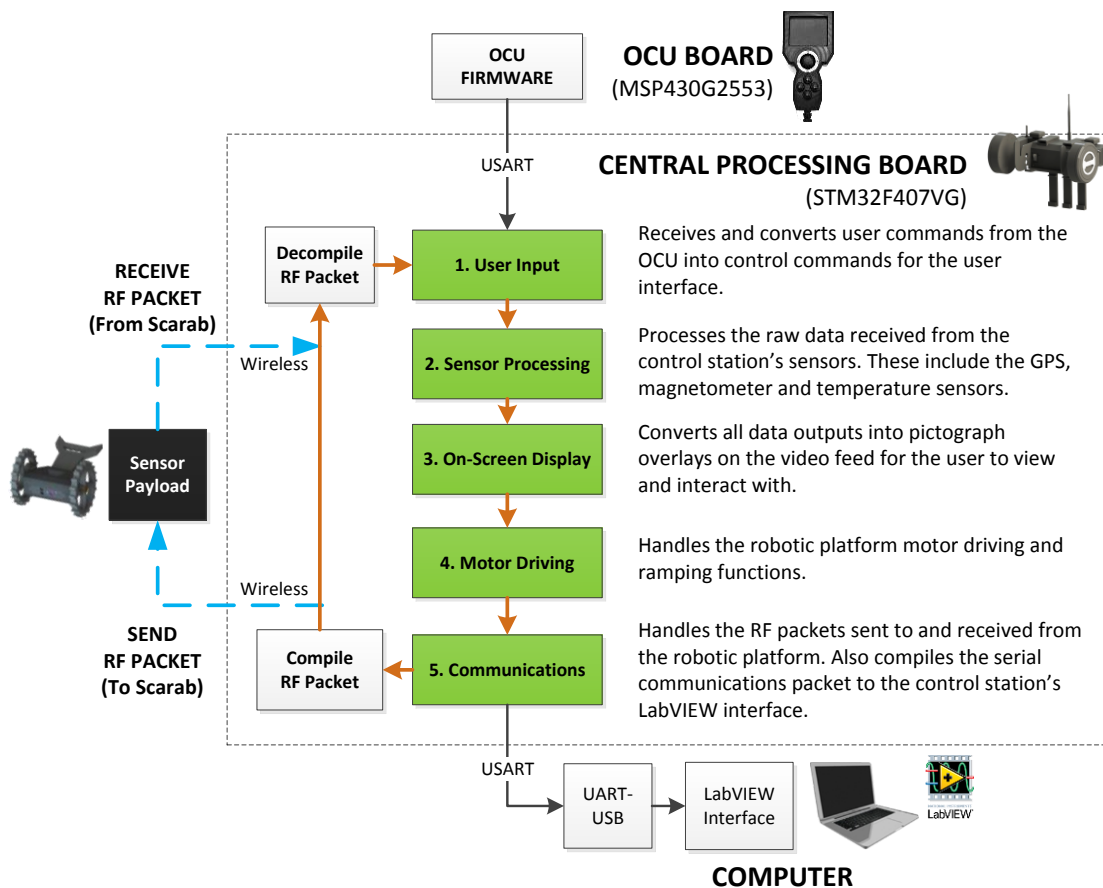 OCU
FIRMWARE
OCU BOARD
(MSP430G2553)
USART
CENTRAL PROCESSING BOARD
(STM32F407VG)
Decompile
RF Packet
1. User Input
Receives and converts user commands from the
OCU into control commands for the user
interface.
RECEIVE
RF PACKET
(From Scarab)
Wireless
2. Sensor Processing
Processes the raw data received from the
control station’s sensors. These include the GPS,
magnetometer and temperature sensors.
Sensor
Payload
3. On-Screen Display
Converts all data outputs into pictograph
overlays on the video feed for the user to view
and interact with.
4. Motor Driving
Handles the robotic platform motor driving and
ramping functions.
Wireless
SEND
RF PACKET
(To Scarab)
Compile
RF Packet
5. Communications
Handles the RF packets sent to and received from
the robotic platform. Also compiles the serial
communications packet to the control station’s
LabVIEW interface.
USART
UART-
USB
LabVIEW
Interface
LabVIEW
COMPUTER